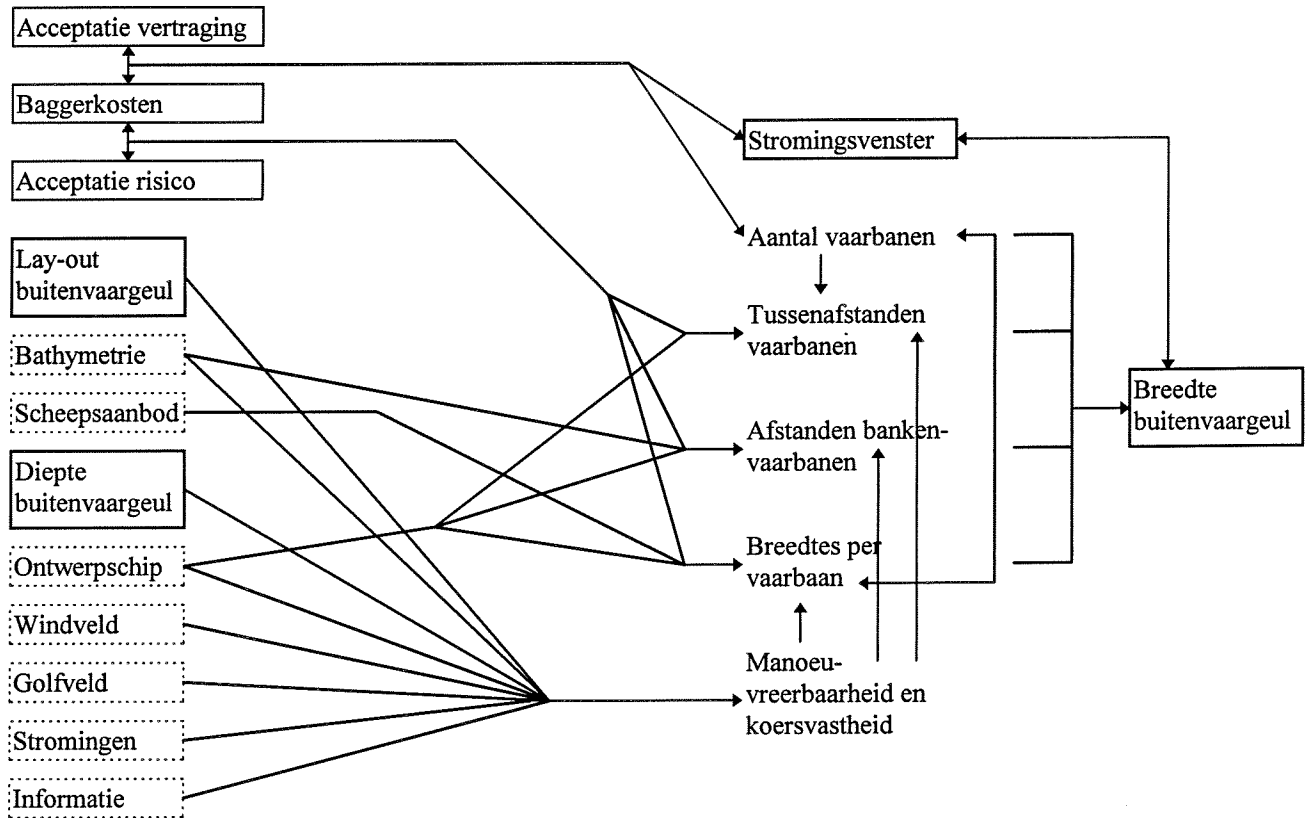 Acceptatie vertraging
Baggerkosten
Acceptatie risico
Lay-out
buitenvaargeul
Bathymetrie
Scheepsaanbod
Diepte
buitenvaargeul
Ontwerpschip
Windveld
Golfveld
Stromingen
Informatie
Stromingsvenster
Aantal vaarbanen
Tussenafstanden
vaarbanen
Afstanden banken-
vaarbanen
Breedtes per
vaarbaan
Manoeu-
vreerbaarheid en
koersvastheid
Breedte
buitenvaargeul